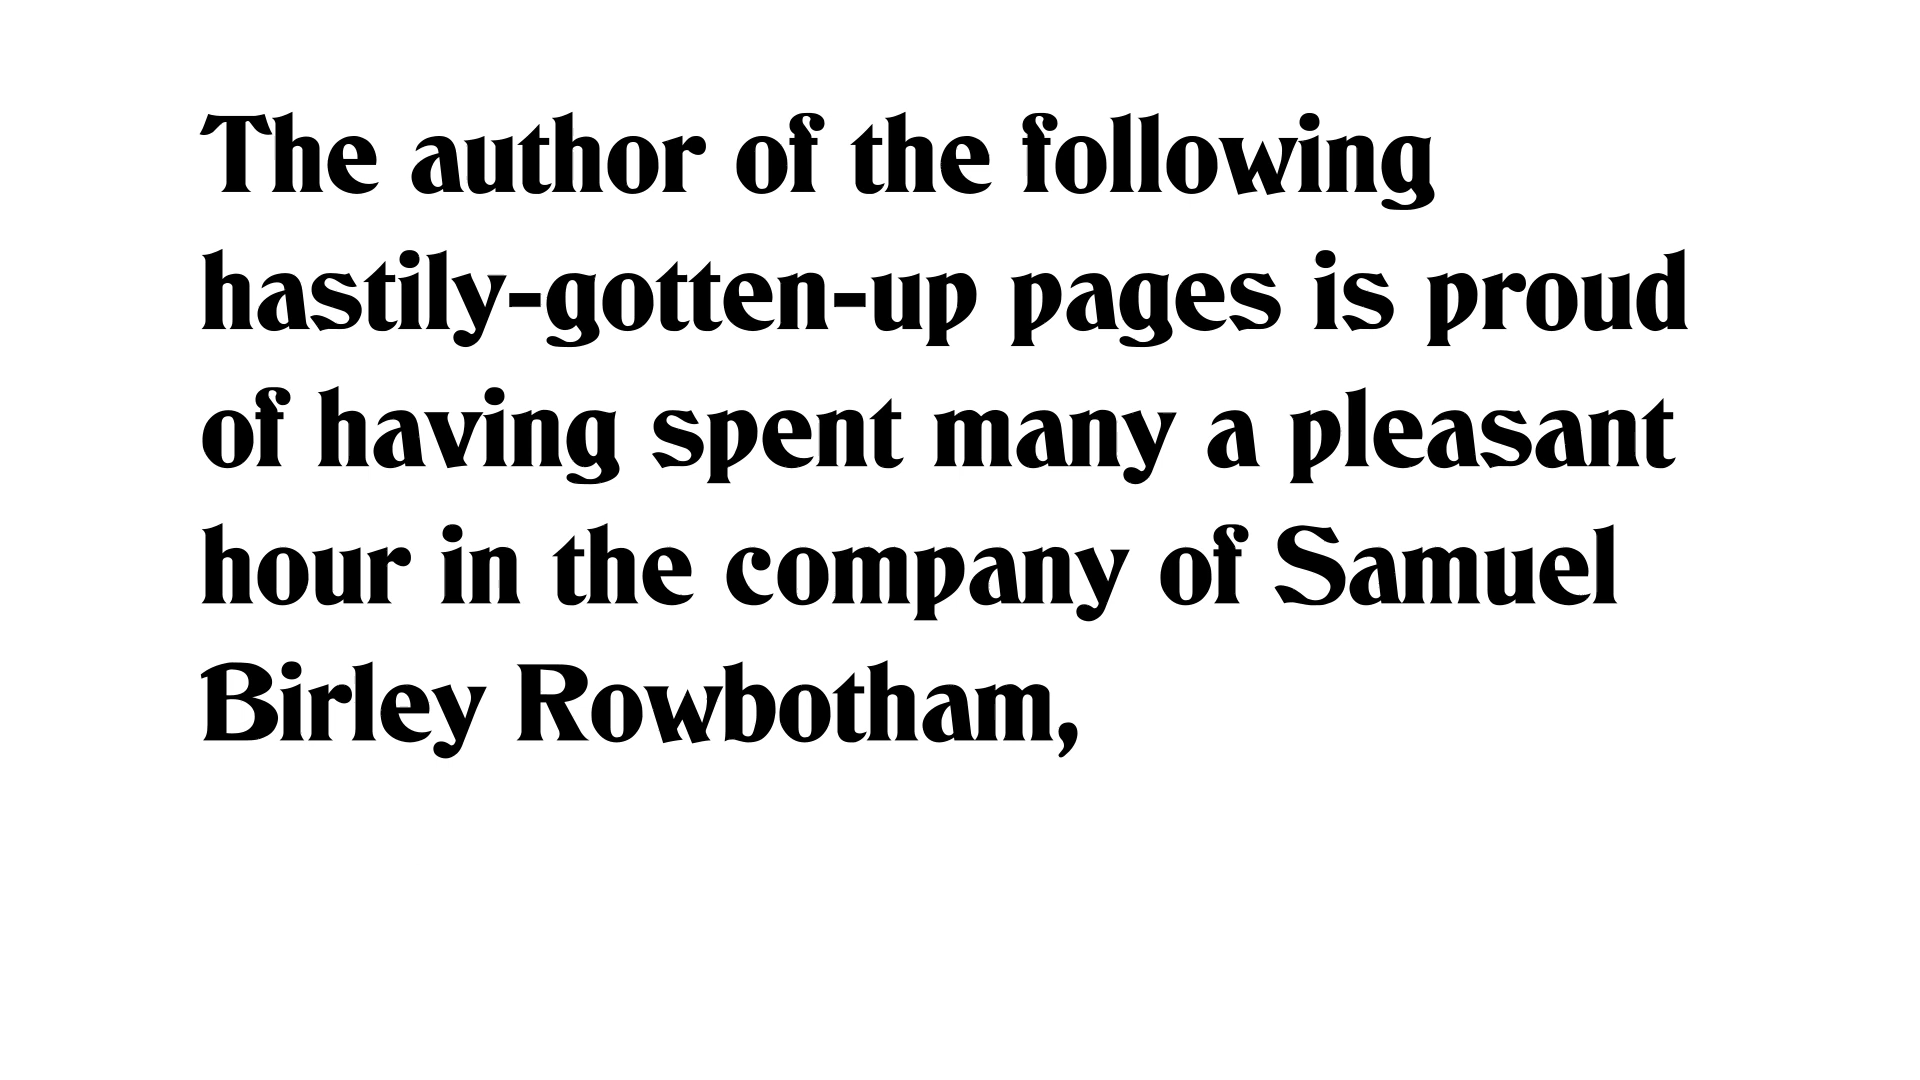 The author of the following
hastily-gotten-up pages is proud
of having spent many a pleasant
hour in the company of Samuel
Birley Rowbotham,